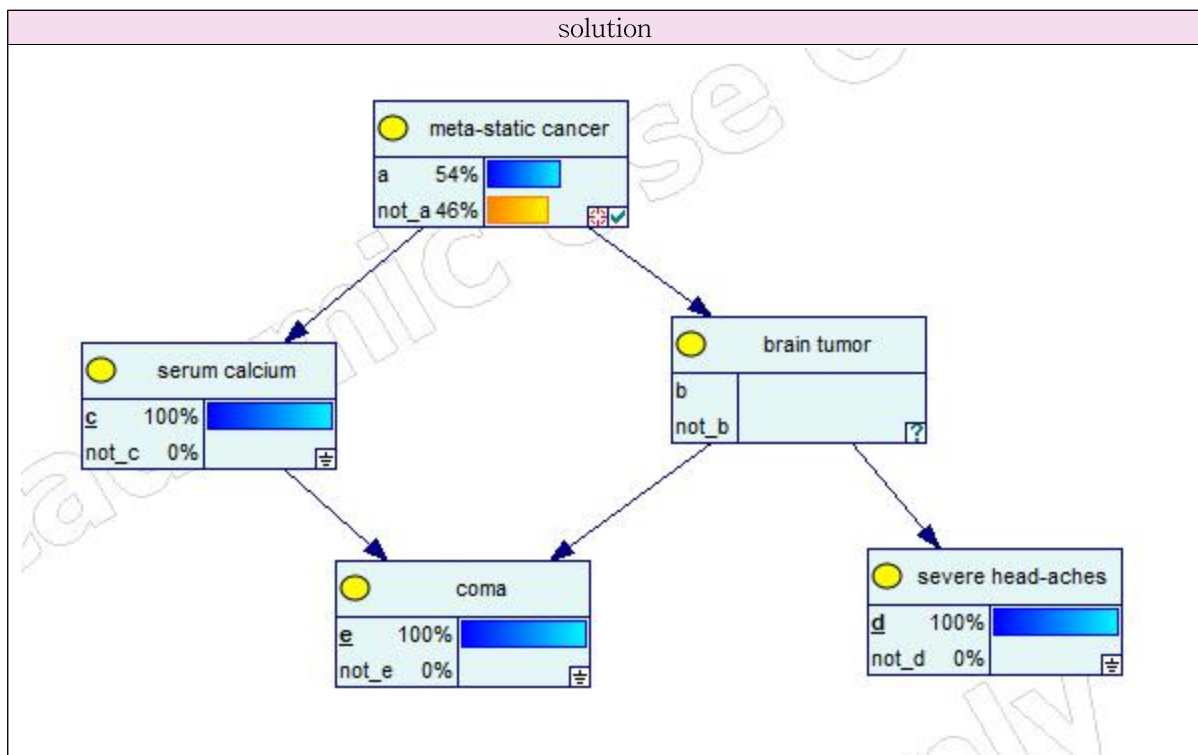 solution
meta-static cancer
a 54%
not_a 46%
serum calcium
c 100%
not_c 0%
brain tumor
b
not_b
?
coma
e 100%
not_e 0%
severe head-aches
d 100%
not_d 0%